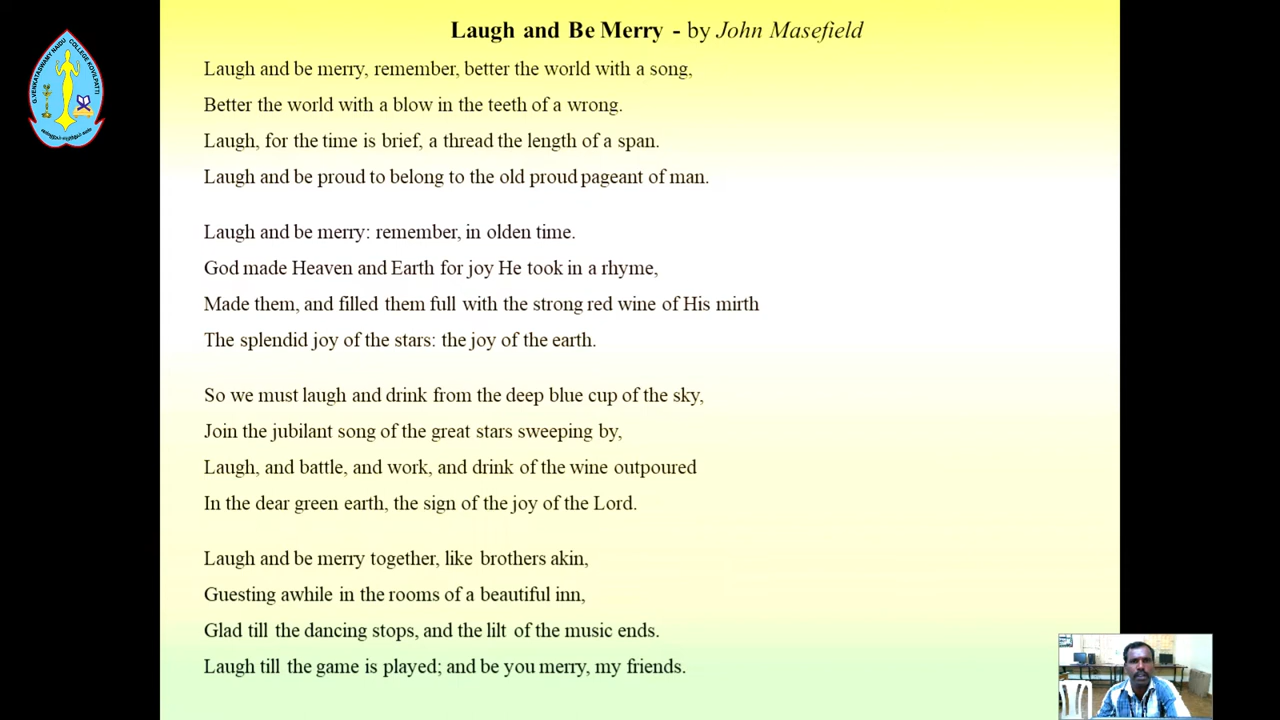 Laugh and Be Merry - by John Masefield
Laugh and be merry, remember, better the world with a song,
Better the world with a blow in the teeth of a wrong.
Laugh, for the time is brief, a thread the length of a span.
Laugh and be proud to belong to the old proud pageant of man.
Laugh and be merry: remember, in olden time.
God made Heaven and Earth for joy He took in a rhyme,
Made them, and filled them full with the strong red wine of His mirth
The splendid joy of the stars: the joy of the earth.
So we must laugh and drink from the deep blue cup of the sky,
Join the jubilant song of the great stars sweeping by,
Laugh, and battle, and work, and drink of the wine outpoured
In the dear green earth, the sign of the joy of the Lord.
Laugh and be merry together, like brothers akin,
Guesting awhile in the rooms of a beautiful inn,
Glad till the dancing stops, and the lilt of the music ends.
Laugh till the game is played; and be you merry, my friends.
G.VENKATASWAMY NAIDU COLLEGE KOVILPATTI